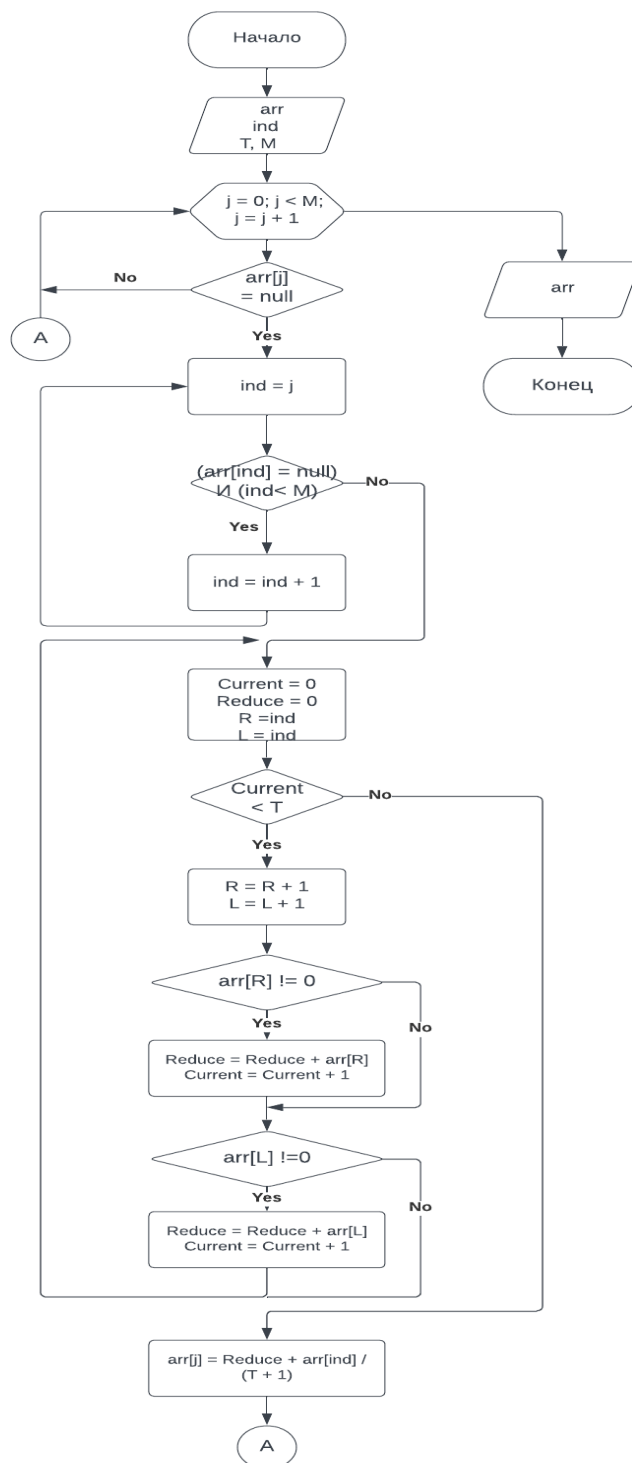 Начало
arr
ind
T, M
j = 0; j < M;
j = j + 1
No
arr[j]
= null
arr
A
Yes
ind = j
Конец
(arr[ind] = null)
И (ind< M)
No
Yes
ind = ind + 1
Current = 0
Reduce = 0
R =ind
L = ind
Current
< T
No
Yes
R = R + 1
L = L + 1
arr[R] != 0
Yes
No
Reduce = Reduce + arr[R]
Current = Current + 1
arr[L] !=0
Yes
No
Reduce = Reduce + arr[L]
Current = Current + 1
arr[j] = Reduce + arr[ind] /
(T + 1)
A